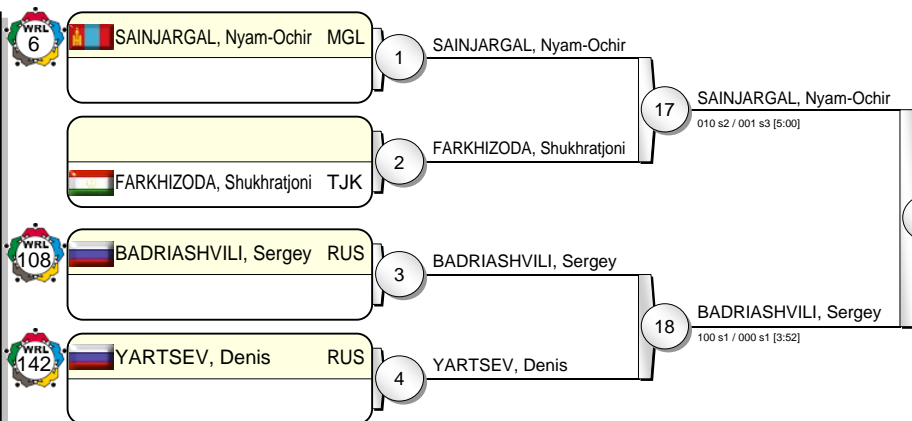 WRL
6
SAINJARGAL, Nyam-Ochir MGL
1
SAINJARGAL, Nyam-Ochir
FARKHIZODA, Shukhratjoni TJK
2
FARKHIZODA, Shukhratjoni
17
SAINJARGAL, Nyam-Ochir
010 s2 / 001 s3 [5:00]
WRL
108
BADRIASHVILI, Sergey RUS
3
BADRIASHVILI, Sergey
WRL
142
YARTSEV, Denis RUS
4
YARTSEV, Denis
18
BADRIASHVILI, Sergey
100 s1 / 000 s1 [3:52]